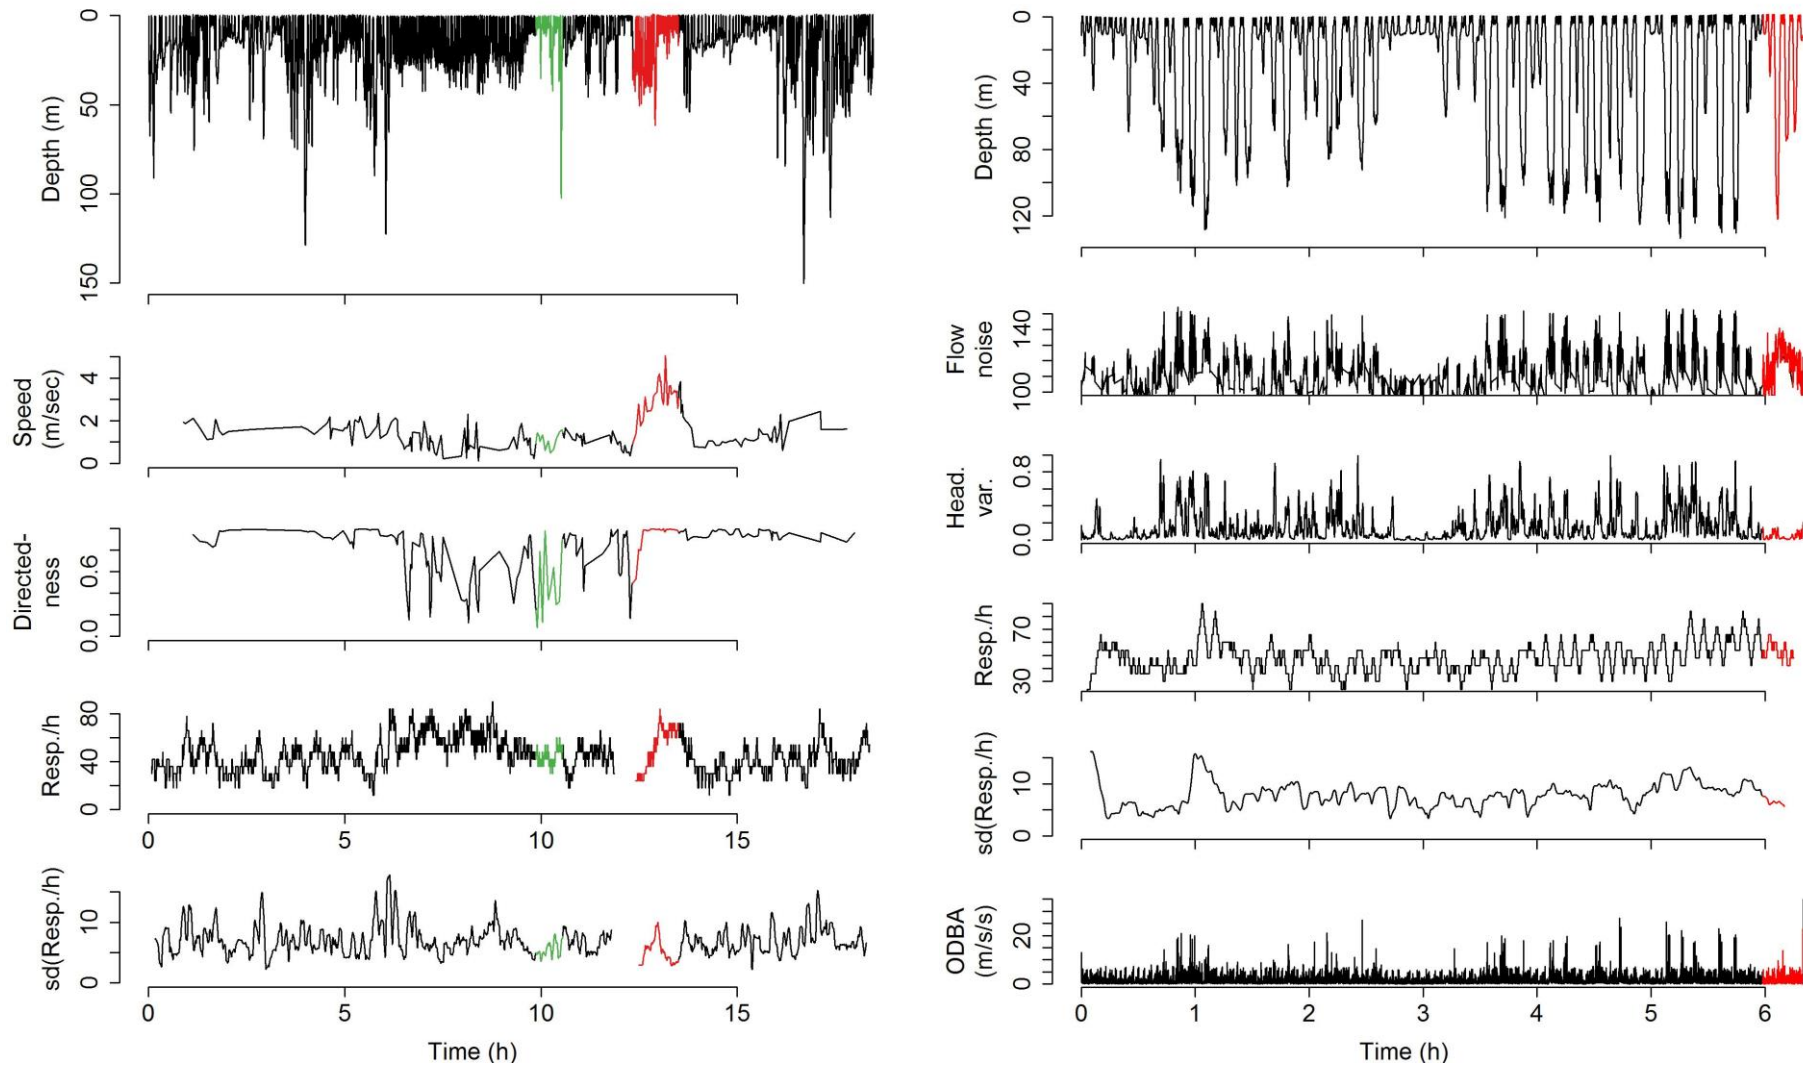 0
50
100
150
Depth (m)
0
2
4
Speed
(m/sec)
0.0
0.6
Directed-
ness
0
40
80
Resp./h
0 5 10 15
0
10
sd(Resp./h)
0 5 10 15
Time (h)
0
40
80
120
Depth (m)
100
140
Flow
noise
0.0
0.8
Head.
var.
30
70
Resp./h
0
10
sd(Resp./h)
0
20
ODBA
(m/s/s)
0 1 2 3 4 5 6
Time (h)